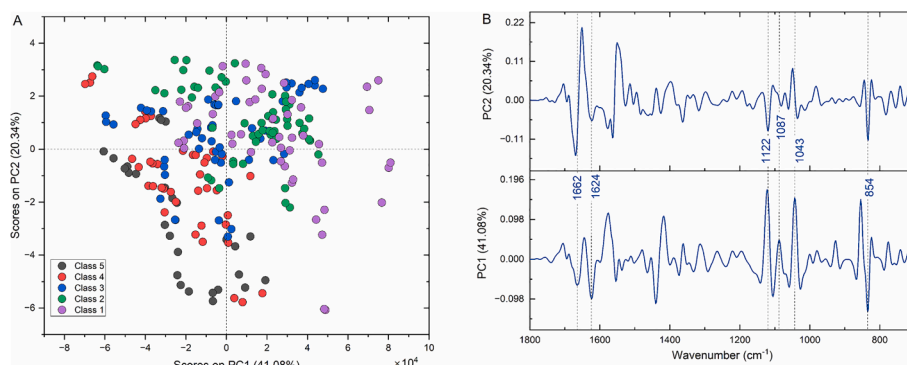 A
Scores on PC2 (20.34%)
4
2
0
−2
−4
−6
Class 5
Class 4
Class 3
Class 2
Class 1
−8 −6 −4 −2 0 2 4 6 8 10
Scores on PC1 (41.08%)
×10⁴
B
PC2 (20.34%)
0.22
0.11
0.00
−0.11
1122
1087
1043
PC1 (41.08%)
0.196
0.098
0.000
−0.098
1662
1624
854
1800 1600 1400 1200 1000 800
Wavenumber (cm⁻¹)